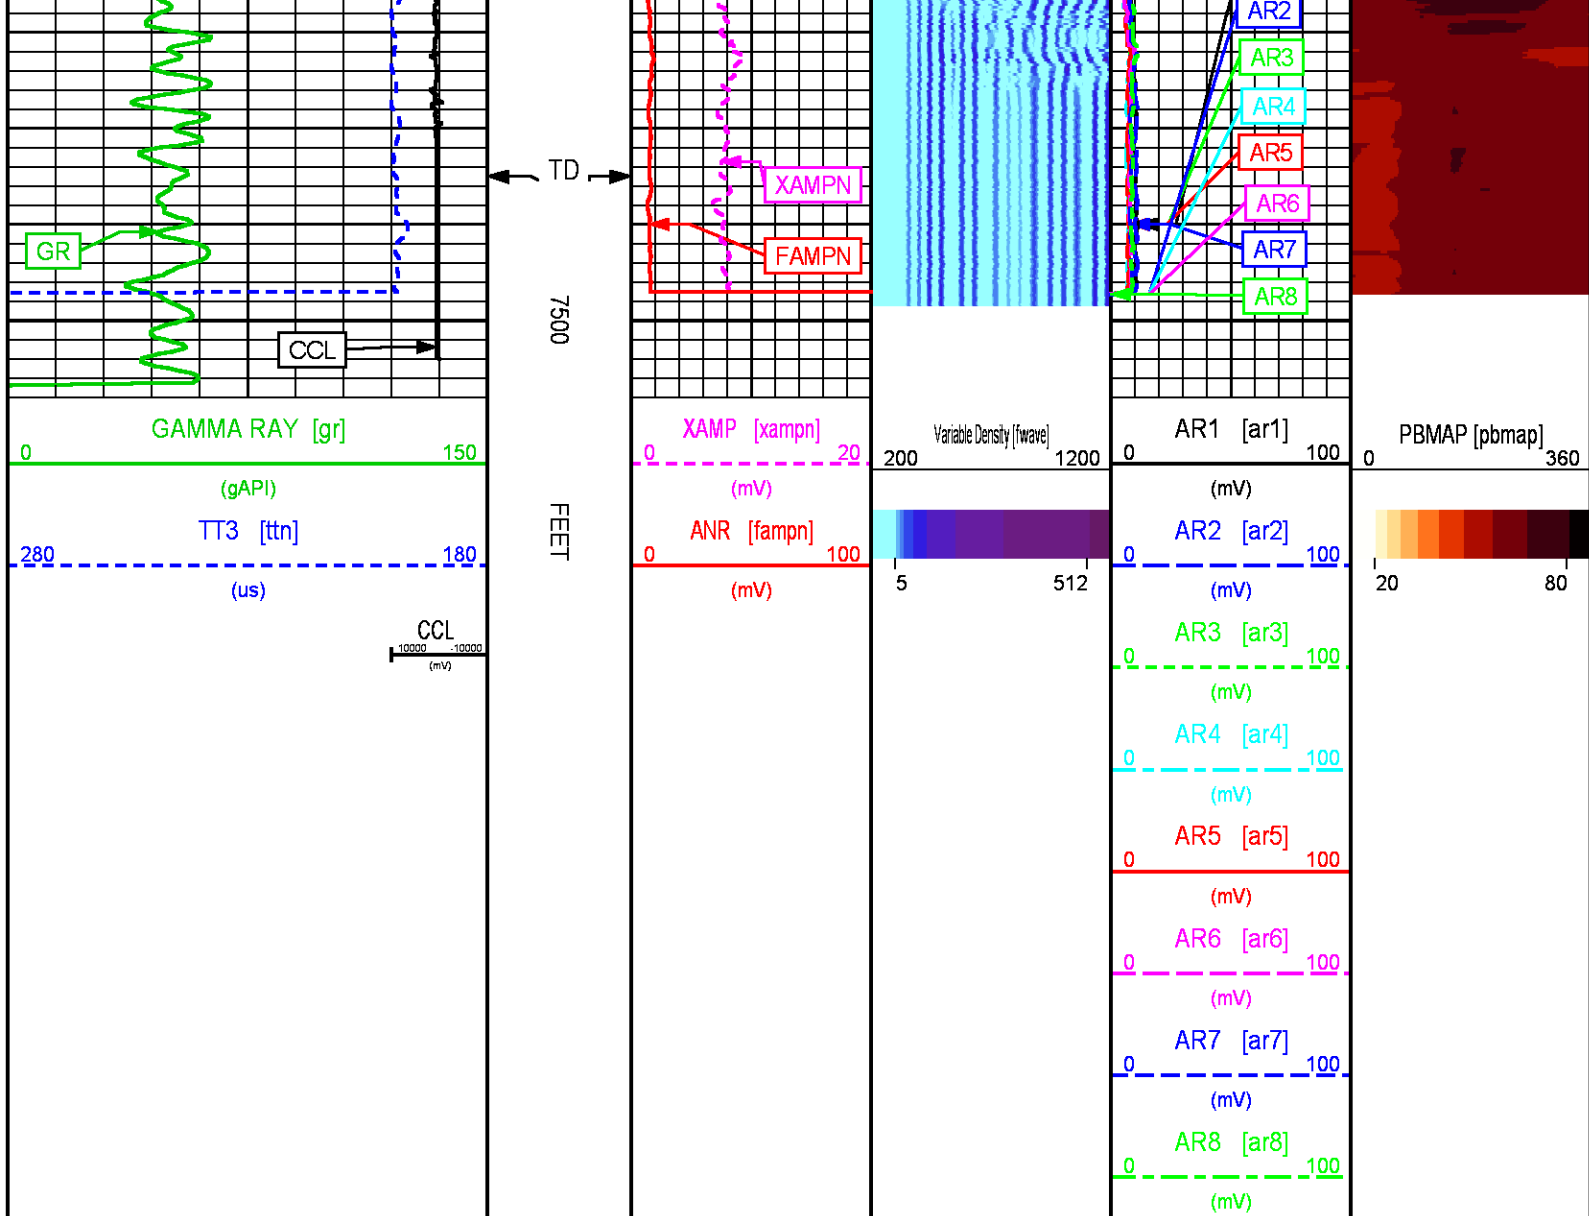 AR2
AR3
AR4
AR5
AR6
AR7
AR8
TD
XAMPN
FAMPN
GR
CCL
7500
FEET
GAMMA RAY [gr]
0 150
(gAPI)
TT3 [ttn]
280 180
(us)
CCL
10000 -10000
(mV)
XAMP [xampn]
0 20
(mV)
ANR [fampn]
0 100
(mV)
Variable Density [fwave]
200 1200
5 512
AR1 [ar1]
0 100
(mV)
AR2 [ar2]
0 100
(mV)
AR3 [ar3]
0 100
(mV)
AR4 [ar4]
0 100
(mV)
AR5 [ar5]
0 100
(mV)
AR6 [ar6]
0 100
(mV)
AR7 [ar7]
0 100
(mV)
AR8 [ar8]
0 100
(mV)
PBMAP [pbmap]
0 360
20 80